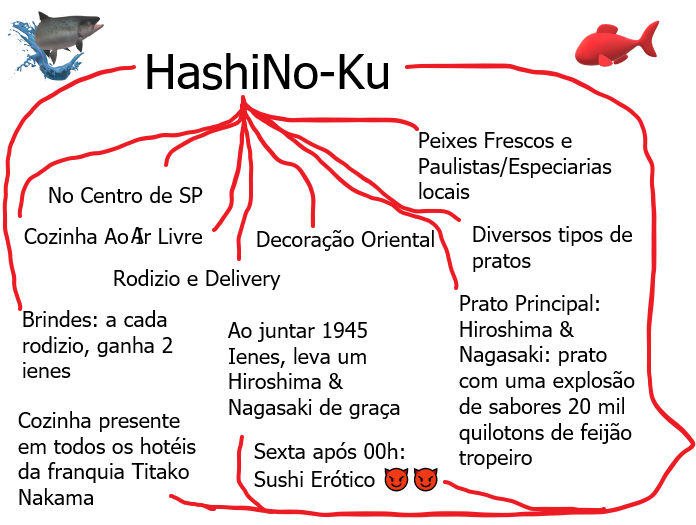 HashiNo-Ku
Peixes Frescos e
Paulistas/Especiarias
locais
No Centro de SP
Cozinha Ao Ar Livre
Decoração Oriental
Diversos tipos de
pratos
Rodizio e Delivery
Brindes: a cada
rodizio, ganha 2
ienes
Ao juntar 1945
Ienes, leva um
Hiroshima &
Nagasaki de graça
Prato Principal:
Hiroshima &
Nagasaki: prato
com uma explosão
de sabores 20 mil
quilotons de feijão
tropeiro
Cozinha presente
em todos os hotéis
da franquia Titako
Nakama
Sexta após 00h:
Sushi Erótico 😈😈